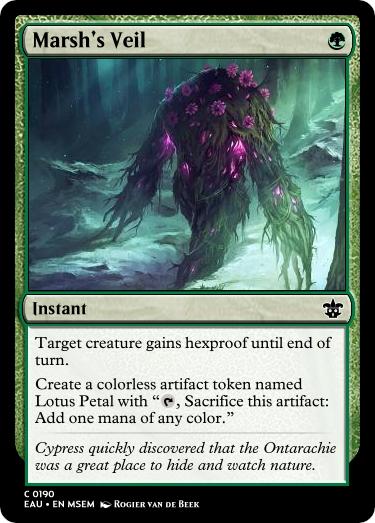 Marsh's Veil
Instant
Target creature gains hexproof until end of
turn.
Create a colorless artifact token named
Lotus Petal with “, Sacrifice this artifact:
Add one mana of any color.”
Cypress quickly discovered that the Ontarachie
was a great place to hide and watch nature.
C 0190
EAU • EN MSEM Rogier van de Beek